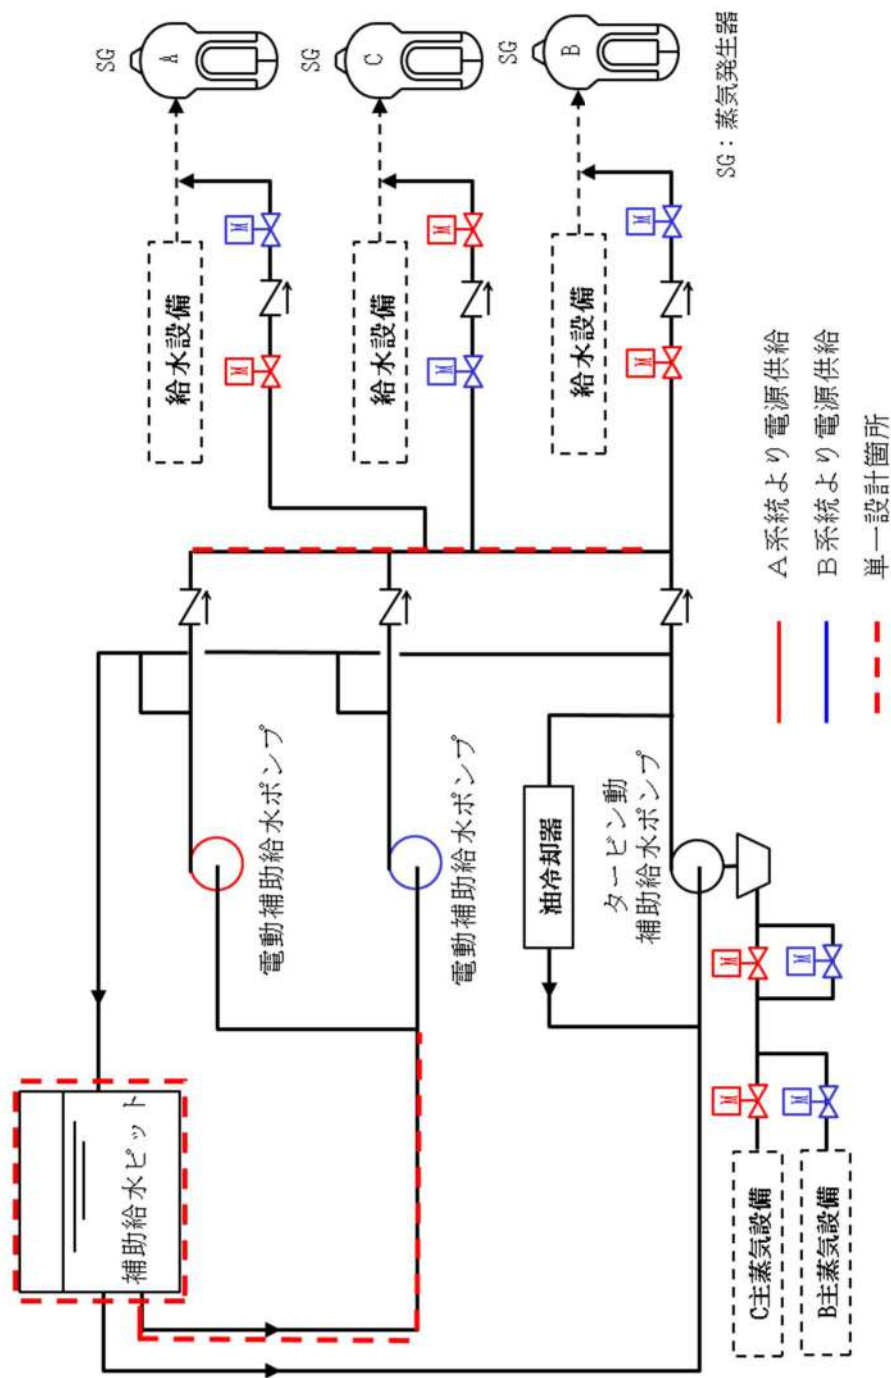 補助給水ピット
電動補助給水ポンプ
電動補助給水ポンプ
油冷却器
タービン動
補助給水ポンプ
C主蒸気設備
B主蒸気設備
M
M
M
M
給水設備
M
M
SG
A
給水設備
M
M
SG
C
給水設備
M
M
SG
B
SG：蒸気発生器
A系統より電源供給
B系統より電源供給
単一設計箇所